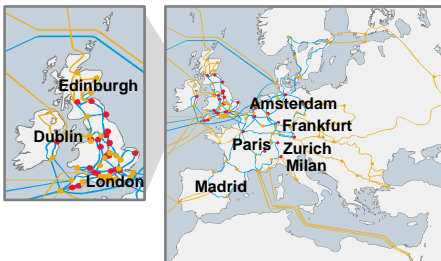 Edinburgh
Dublin
London
Amsterdam
Frankfurt
Paris
Zurich
Milan
Madrid